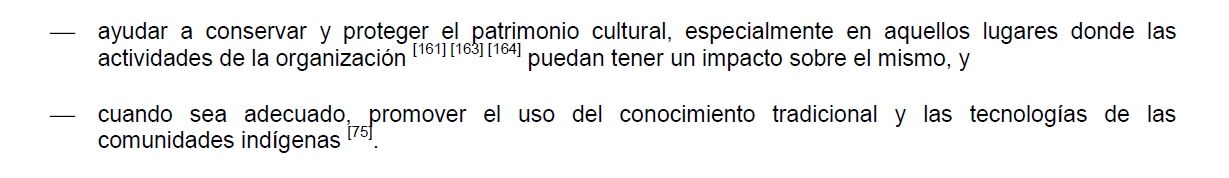 — ayudar a conservar y proteger el patrimonio cultural, especialmente en aquellos lugares donde las
actividades de la organización [161] [163] [164] puedan tener un impacto sobre el mismo, y
— cuando sea adecuado, promover el uso del conocimiento tradicional y las tecnologías de las
comunidades indígenas [75].